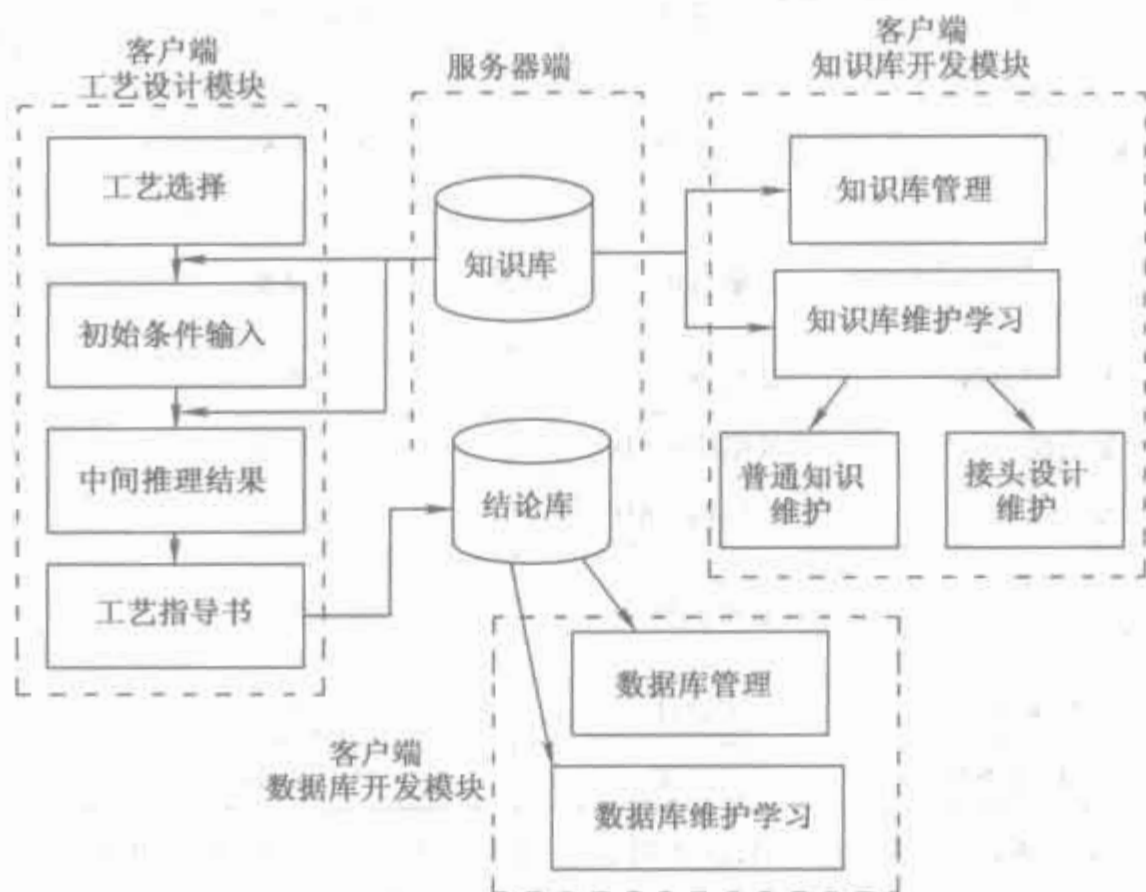 客户端
工艺设计模块
工艺选择
初始条件输入
中间推理结果
工艺指导书
服务器端
知识库
结论库
客户端
知识库开发模块
知识库管理
知识库维护学习
普通知识
维护
接头设计
维护
客户端
数据库开发模块
数据库管理
数据库维护学习